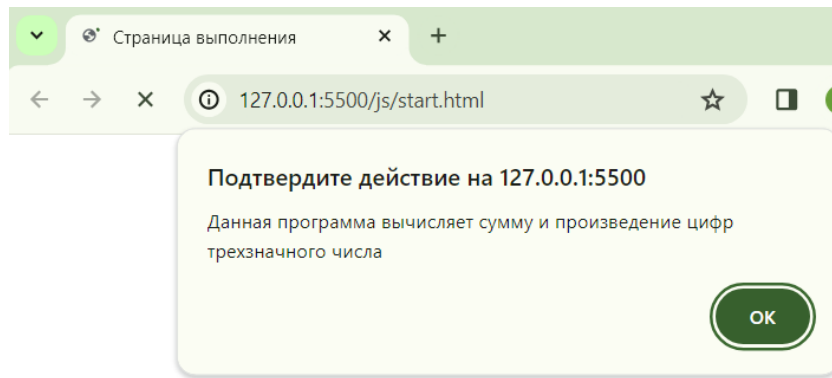 Страница выполнения
127.0.0.1:5500/js/start.html
Подтвердите действие на 127.0.0.1:5500
Данная программа вычисляет сумму и произведение цифр
трехзначного числа
ОК